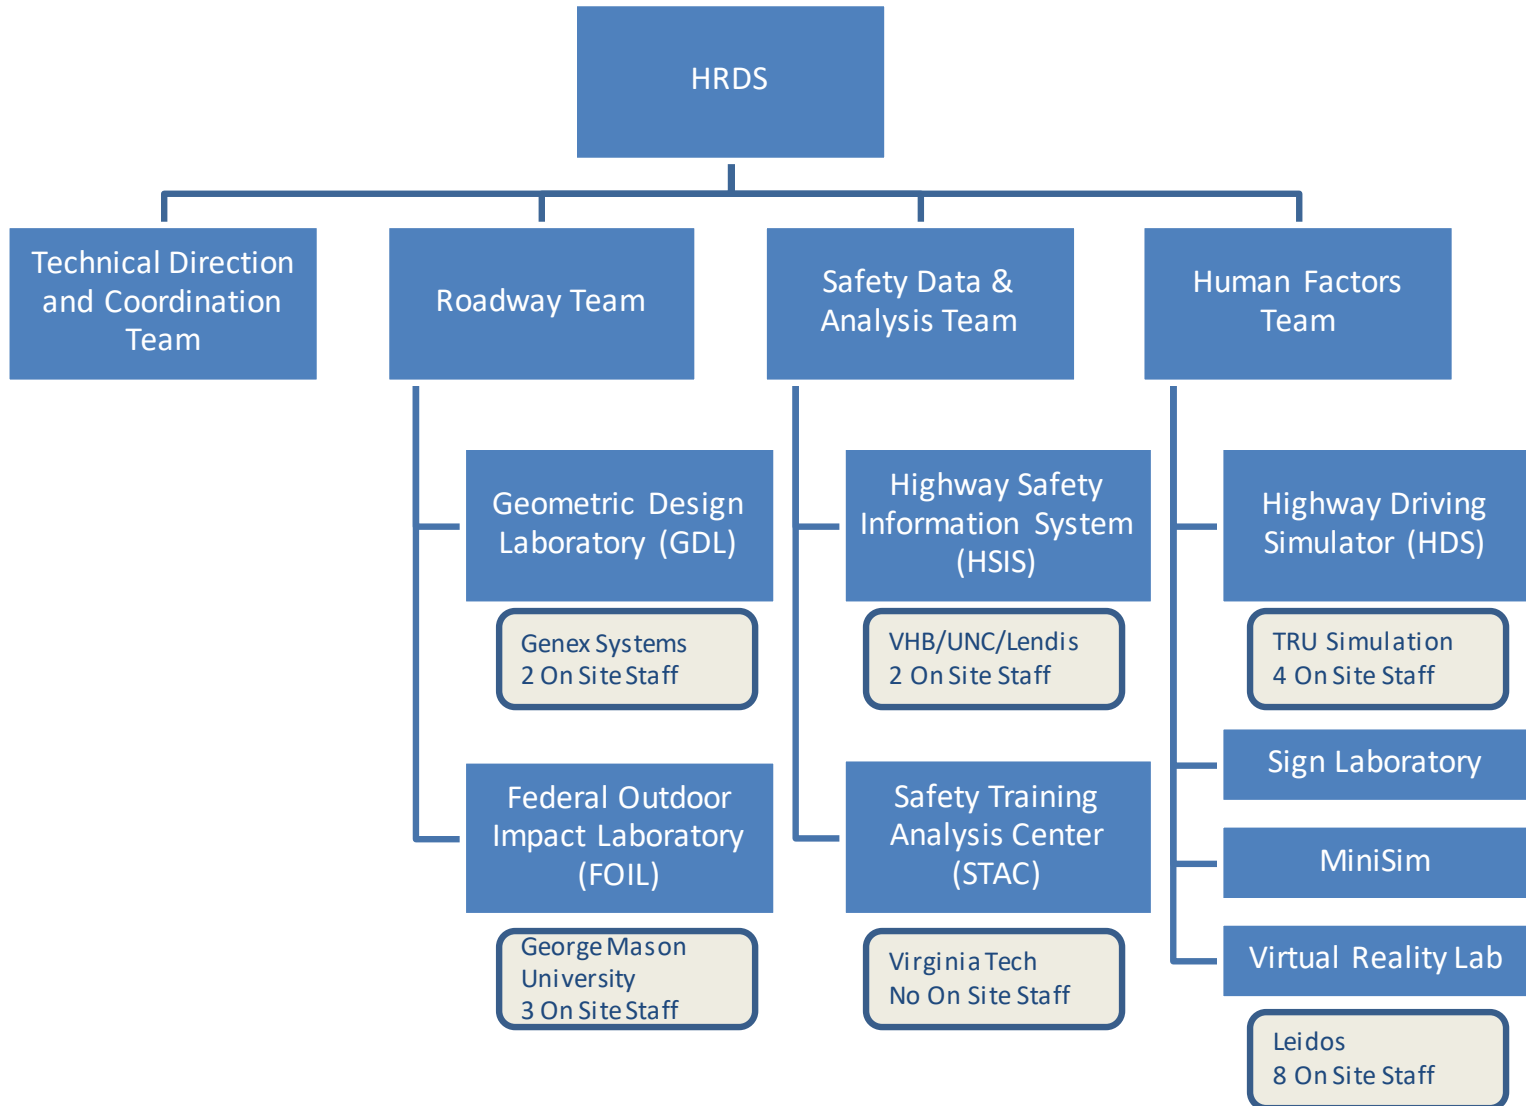 HRDS
Technical Direction
and Coordination
Team
Roadway Team
Safety Data &
Analysis Team
Human Factors
Team
Geometric Design
Laboratory (GDL)
Genex Systems
2 On Site Staff
Federal Outdoor
Impact Laboratory
(FOIL)
George Mason
University
3 On Site Staff
Highway Safety
Information System
(HSIS)
VHB/UNC/Lendis
2 On Site Staff
Safety Training
Analysis Center
(STAC)
Virginia Tech
No On Site Staff
Highway Driving
Simulator (HDS)
TRU Simulation
4 On Site Staff
Sign Laboratory
MiniSim
Virtual Reality Lab
Leidos
8 On Site Staff